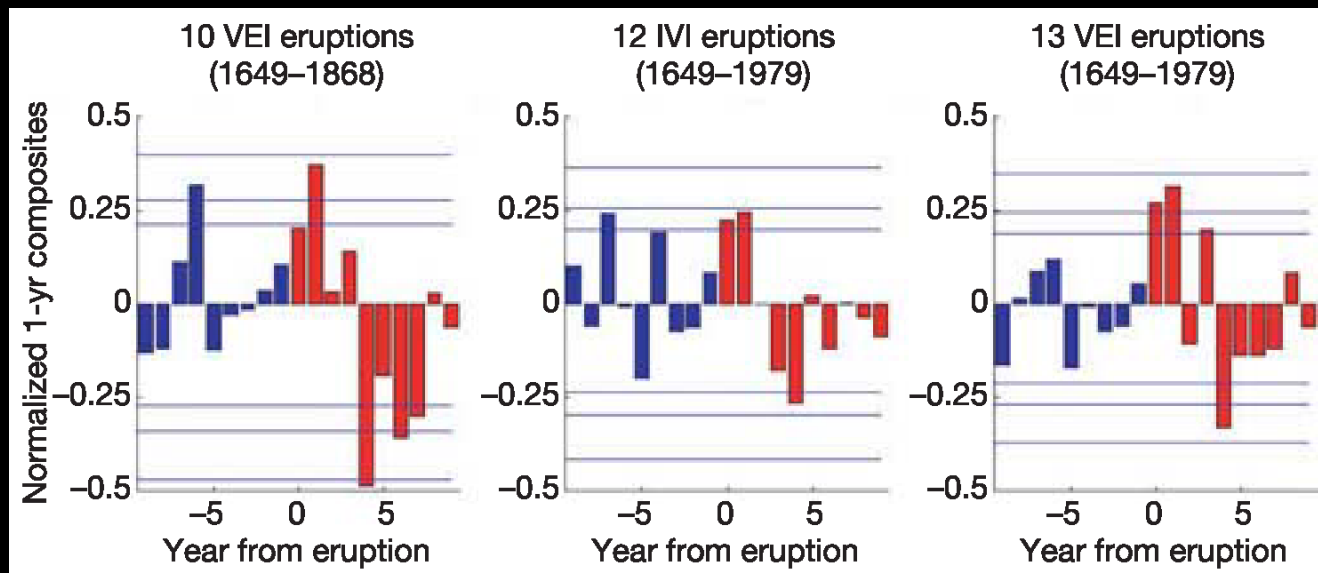 10 VEI eruptions
(1649–1868)
12 IVI eruptions
(1649–1979)
13 VEI eruptions
(1649–1979)
Normalized 1-yr composites
0.5
0.25
0
–0.25
–0.5
–5 0 5
Year from eruption
0.5
0.25
0
–0.25
–0.5
–5 0 5
Year from eruption
0.5
0.25
0
–0.25
–0.5
–5 0 5
Year from eruption